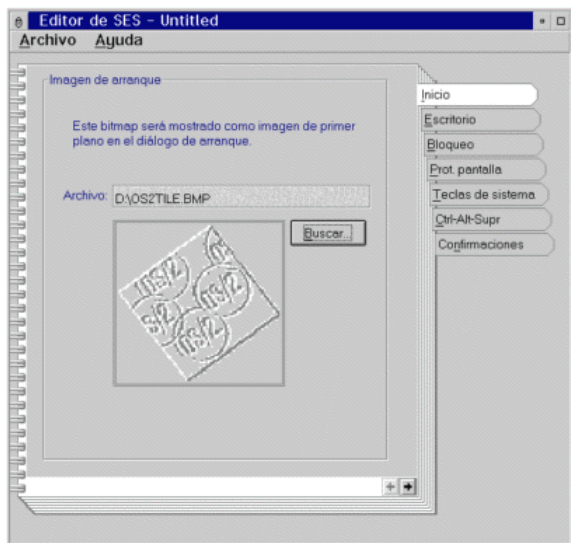 Editor de SES - Untitled
Archivo Ayuda
Imagen de arranque
Este bitmap será mostrado como imagen de primer
plano en el diálogo de arranque.
Archivo: D:\OS2TILE.BMP
Buscar...
Inicio
Escritorio
Bloqueo
Prot. pantalla
Teclas de sistema
Ctrl-Alt-Supr
Confirmaciones